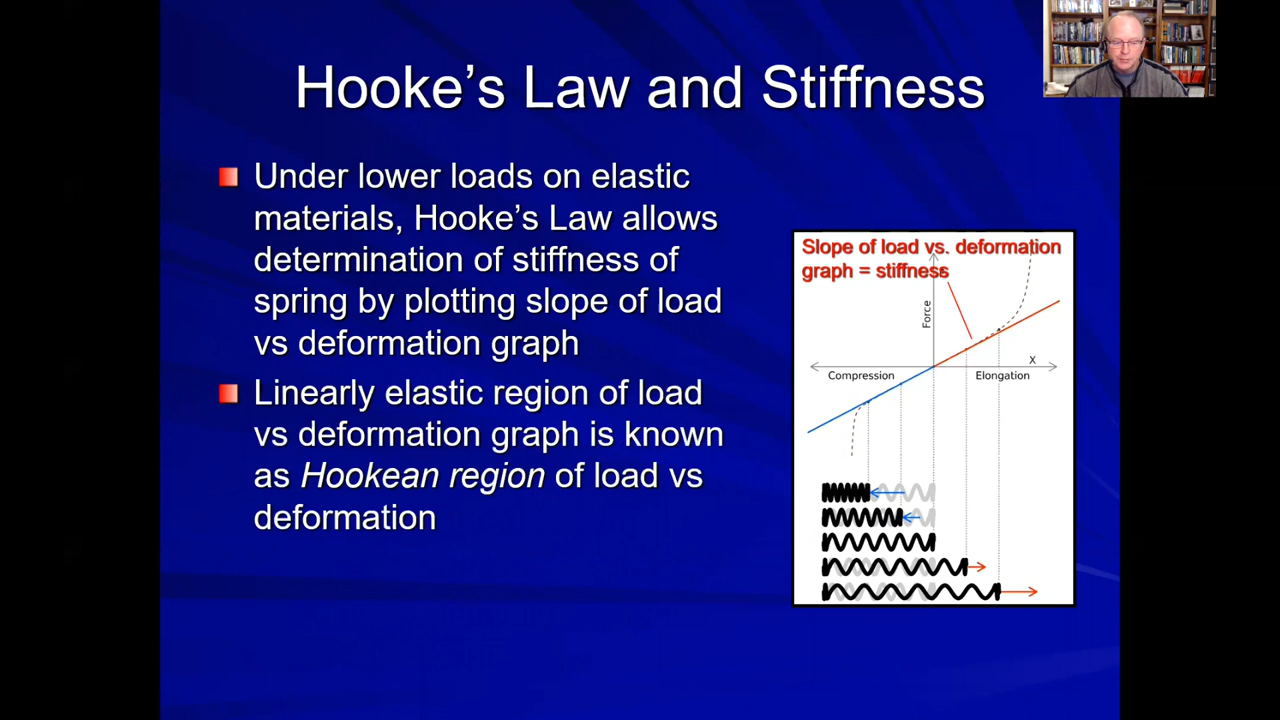 Hooke’s Law and Stiffness
Under lower loads on elastic
materials, Hooke’s Law allows
determination of stiffness of
spring by plotting slope of load
vs deformation graph
Linearly elastic region of load
vs deformation graph is known
as Hookean region of load vs
deformation
Slope of load vs. deformation
graph = stiffness
Force
X
Compression
Elongation